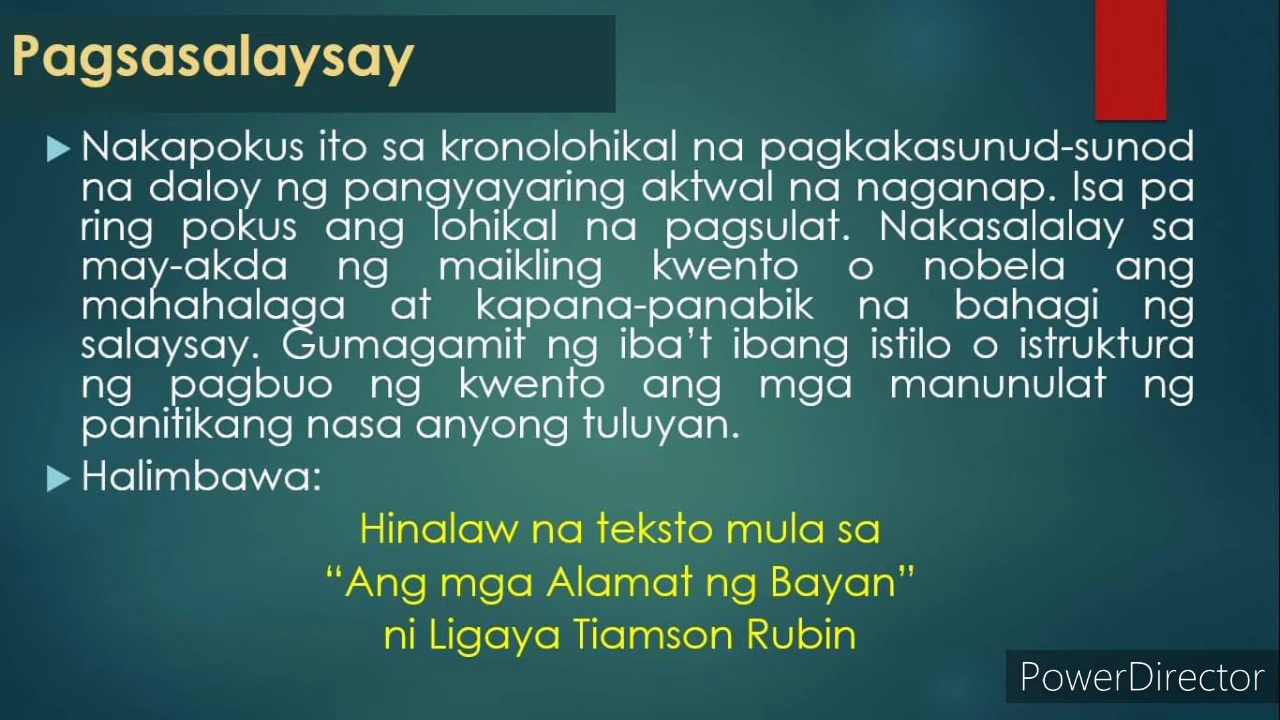 Pagsasalaysay
Nakapokus ito sa kronolohikal na pagkakasunud-sunod
na daloy ng pangyayaring aktwal na naganap. Isa pa
ring pokus ang lohikal na pagsulat. Nakasalalay sa
may-akda ng maikling kwento o nobela ang
mahahalaga at kapana-panabik na bahagi ng
salaysay. Gumagamit ng iba't ibang istilo o istruktura
ng pagbuo ng kwento ang mga manunulat ng
panitikang nasa anyong tuluyan.
Halimbawa:
Hinalaw na teksto mula sa
“Ang mga Alamat ng Bayan”
ni Ligaya Tiamson Rubin
PowerDirector